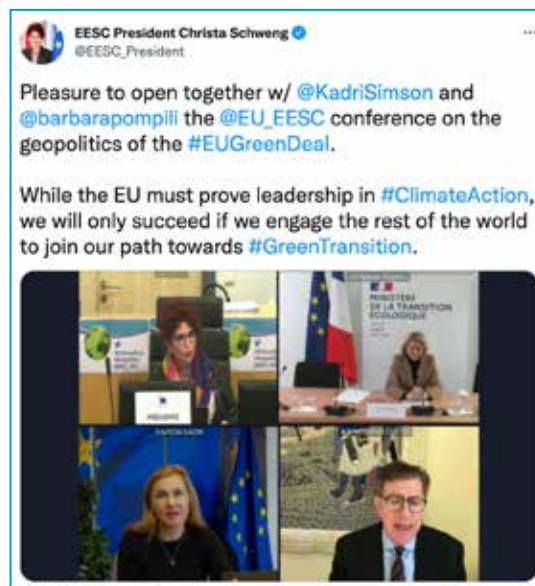 EESC President Christa Schweng
@EESC_President
Pleasure to open together w/ @KadriSimson and
@barbarapompili the @EU_EESC conference on the
geopolitics of the #EUGreenDeal.
While the EU must prove leadership in #ClimateAction,
we will only succeed if we engage the rest of the world
to join our path towards #GreenTransition.
MINISTÈRE
DE LA TRANSITION
ÉCOLOGIQUE